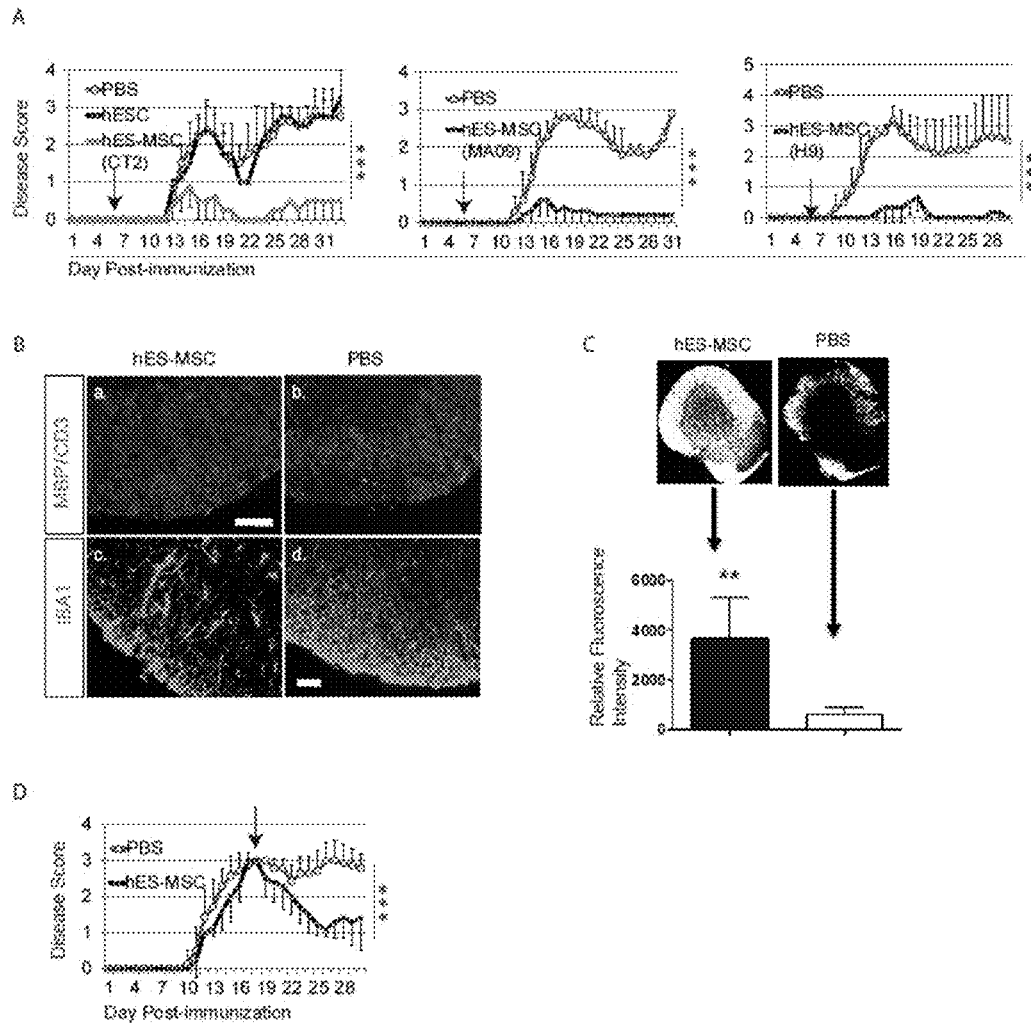 A
4
3
2
1
0
Disease Score
PBS
hESC
hES-MSC
(CT2)
***
1 4 7 10 13 16 19 22 25 28 31
Day Post-immunization
4
3
2
1
0
PBS
hES-MSC
(MA09)
***
1 4 7 10 13 16 19 22 25 28 31
5
4
3
2
1
0
PBS
hES-MSC
(H9)
***
1 4 7 10 13 16 19 22 25 28
B
hES-MSC
PBS
MBP/CD3
a.
b.
IBA1
c.
d.
C
hES-MSC
PBS
Relative Fluoroscence
Intensity
6000
4000
2000
0
**
D
4
3
2
1
0
Disease Score
PBS
hES-MSC
***
1 4 7 10 13 16 19 22 25 28
Day Post-immunization